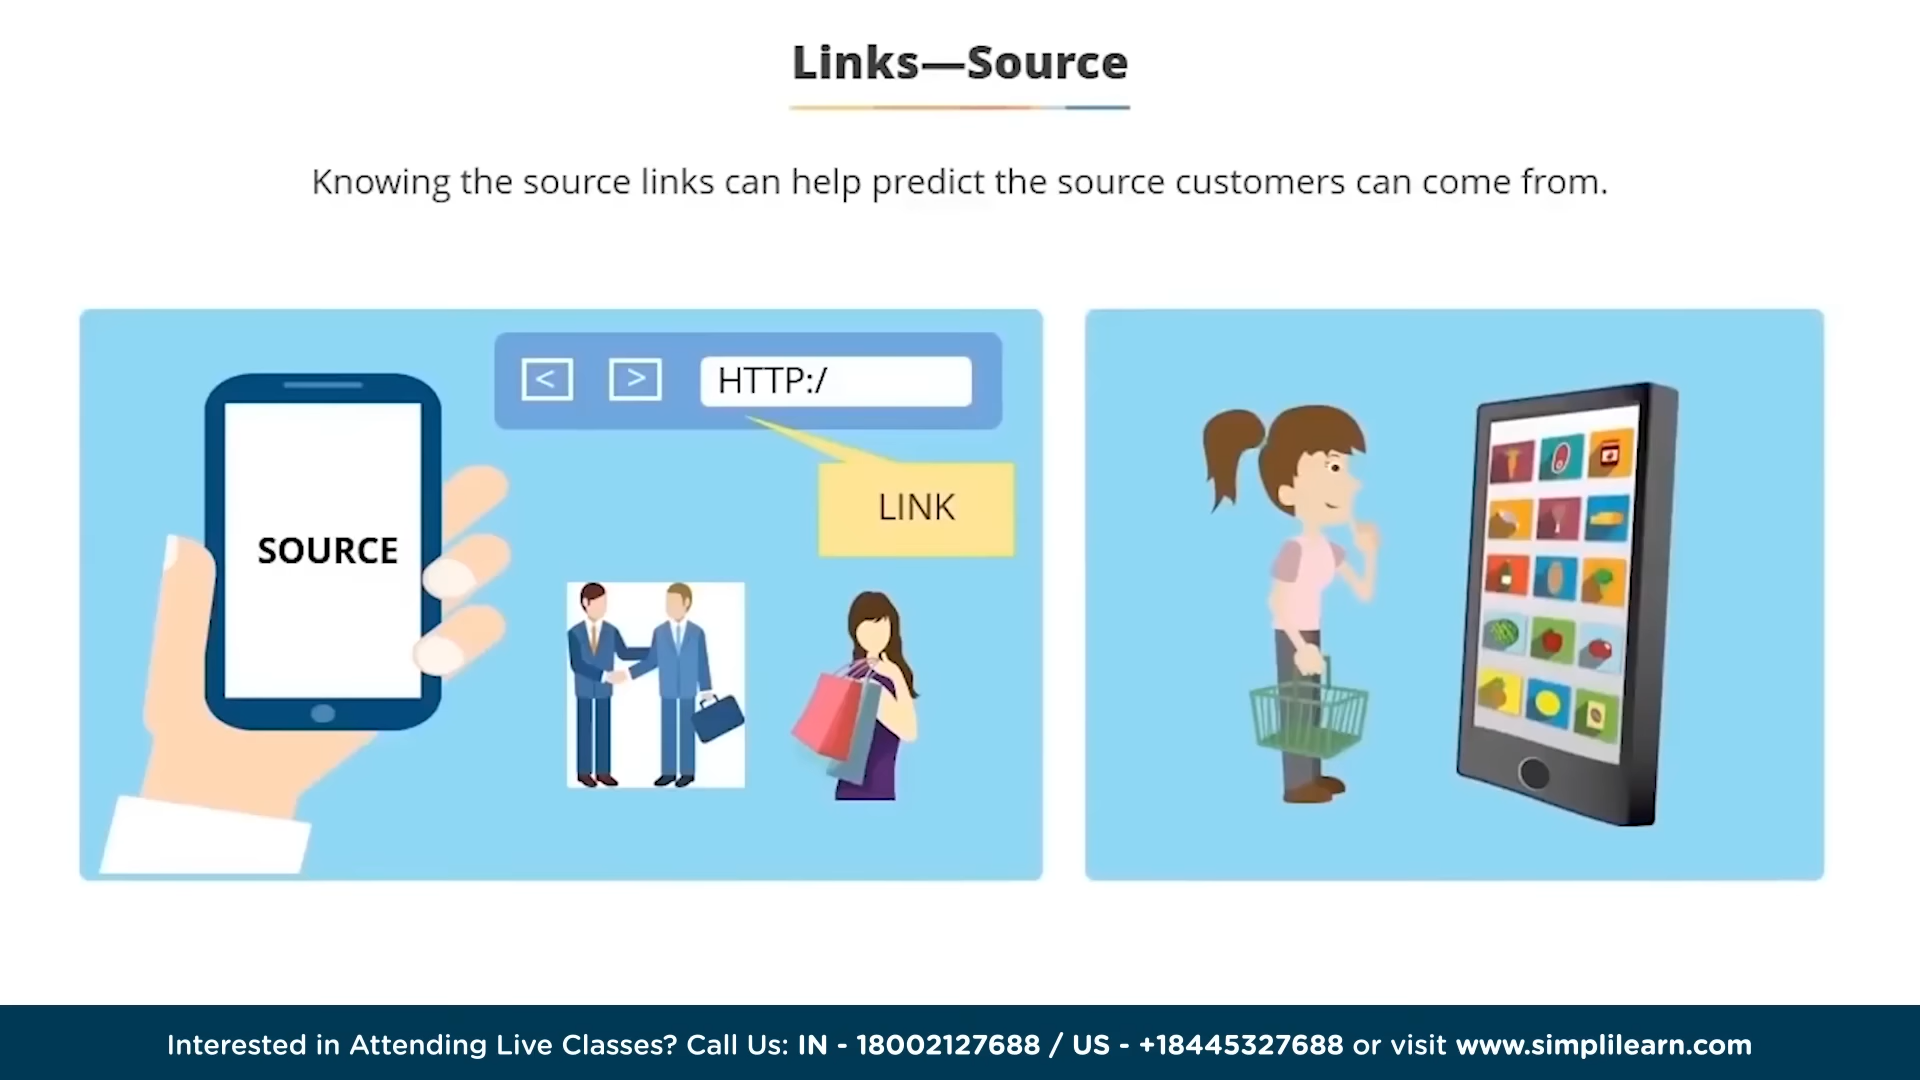 Links—Source
Knowing the source links can help predict the source customers can come from.
< > HTTP:/
LINK
SOURCE
Interested in Attending Live Classes? Call Us: IN - 18002127688 / US - +18445327688 or visit www.simplilearn.com